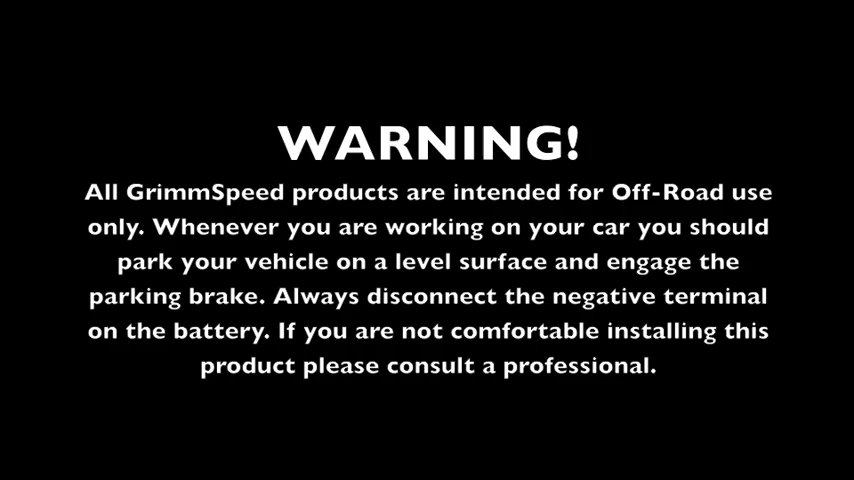 WARNING!
All GrimmSpeed products are intended for Off-Road use
only. Whenever you are working on your car you should
park your vehicle on a level surface and engage the
parking brake. Always disconnect the negative terminal
on the battery. If you are not comfortable installing this
product please consult a professional.